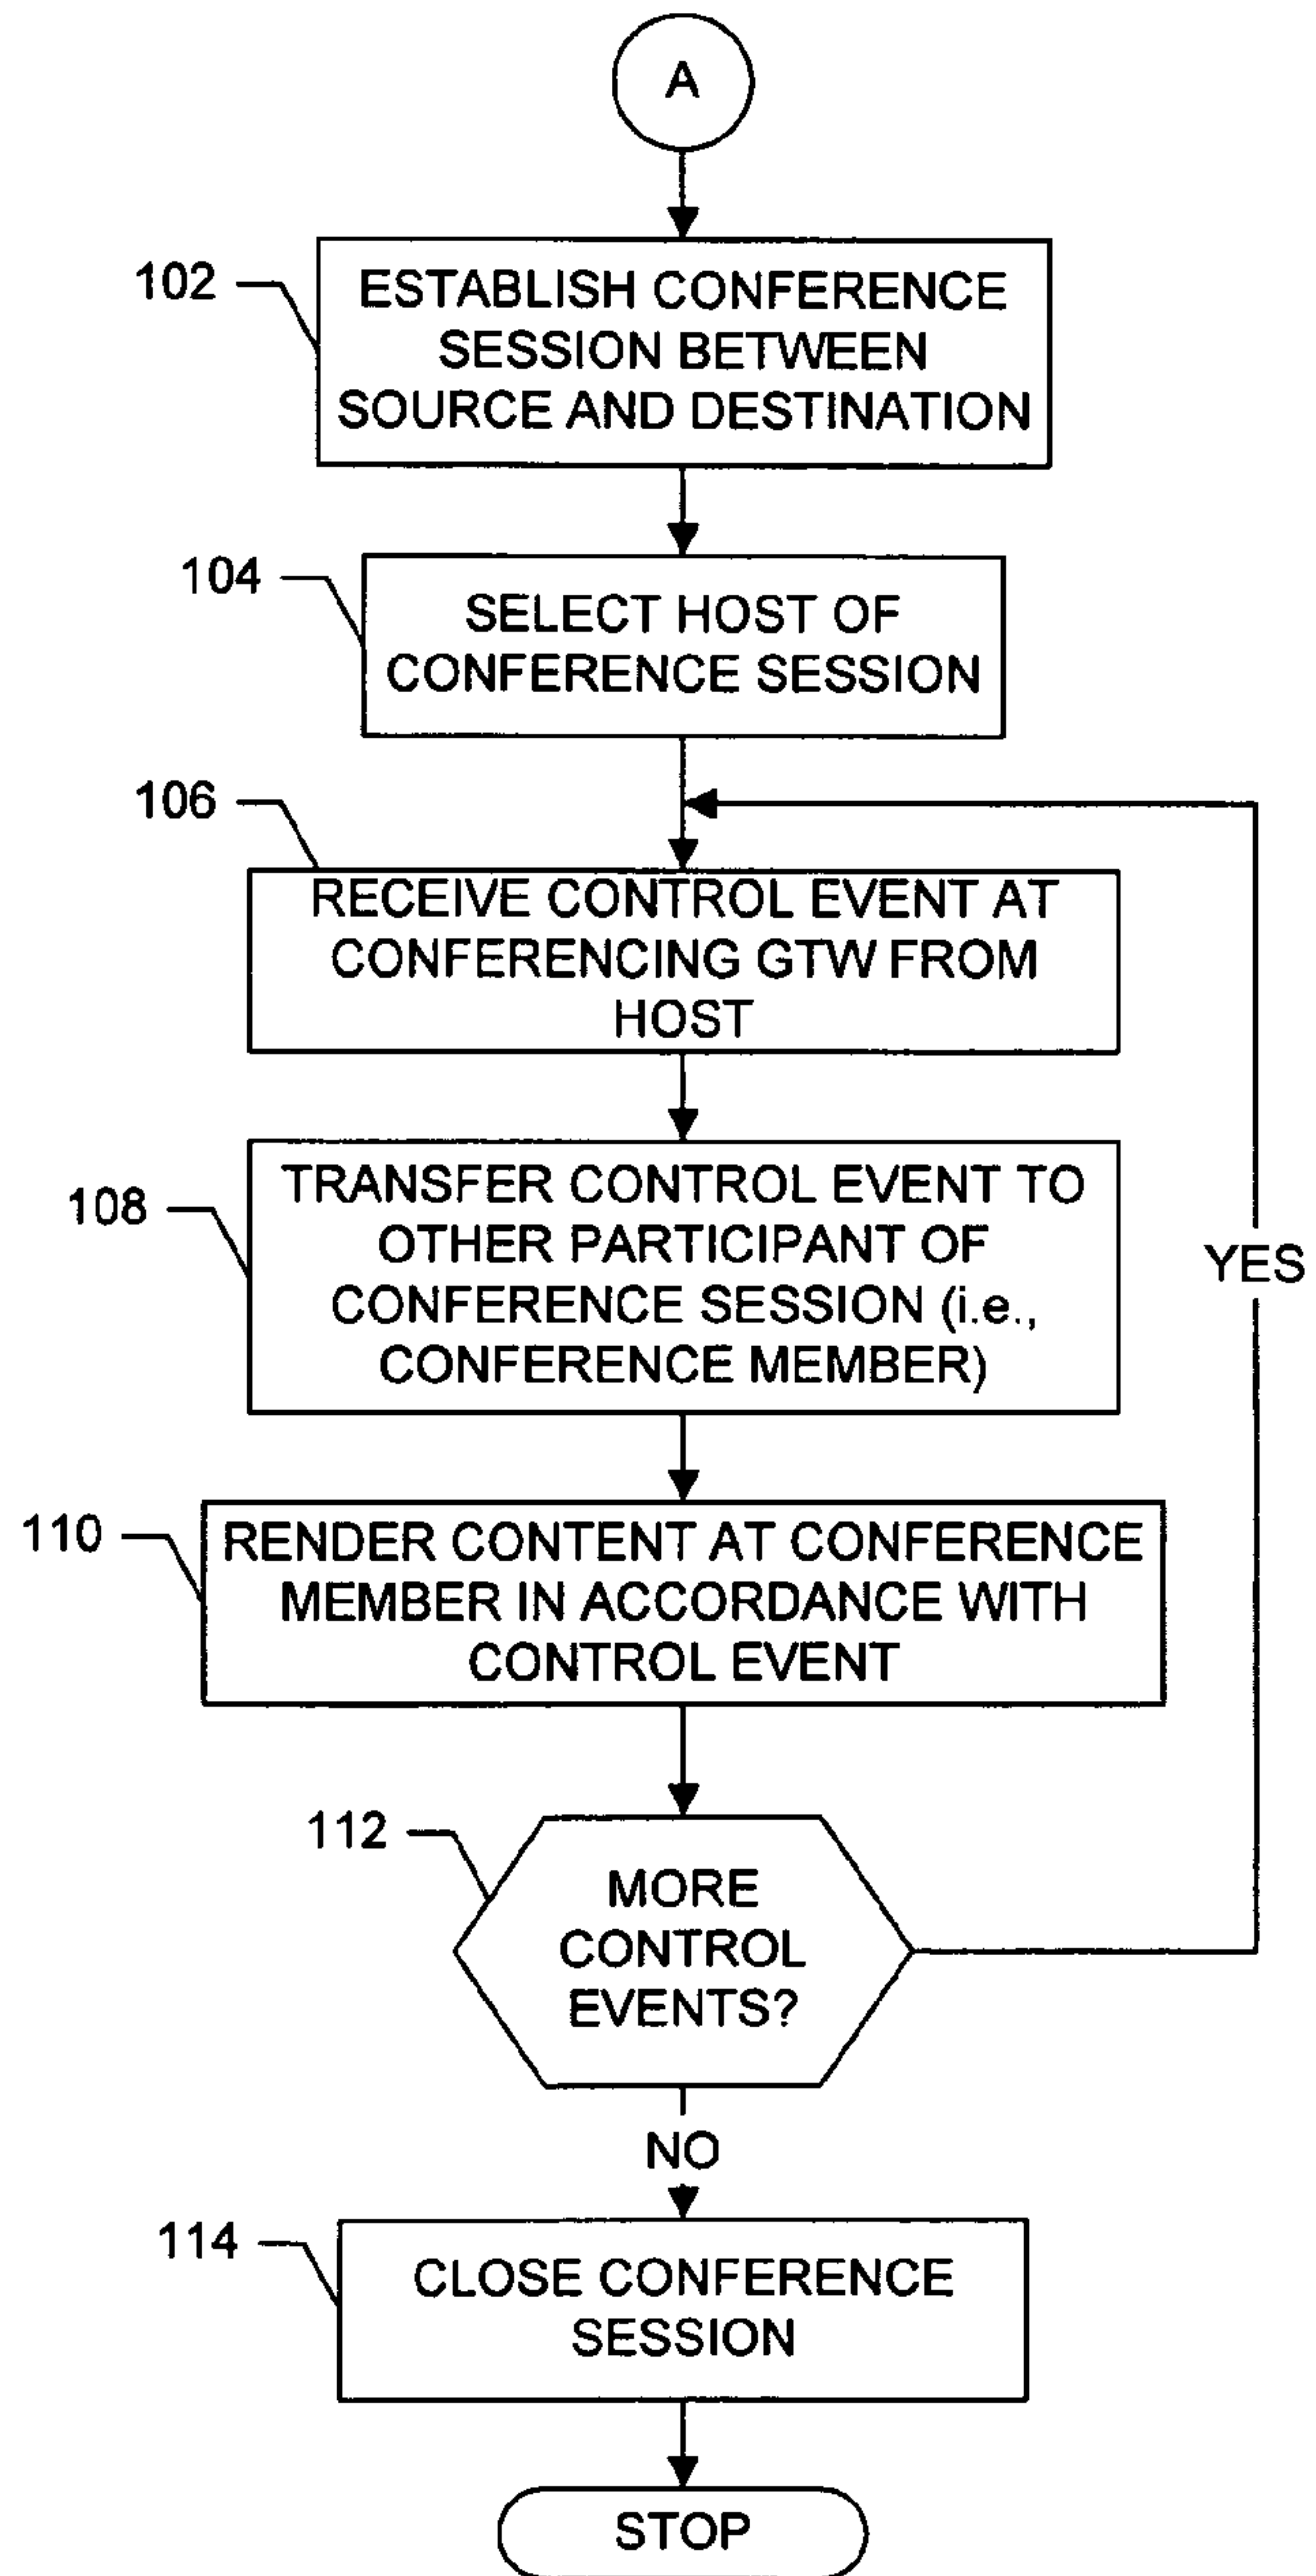 A
102
ESTABLISH CONFERENCE
SESSION BETWEEN
SOURCE AND DESTINATION
104
SELECT HOST OF
CONFERENCE SESSION
106
RECEIVE CONTROL EVENT AT
CONFERENCING GTW FROM
HOST
108
TRANSFER CONTROL EVENT TO
OTHER PARTICIPANT OF
CONFERENCE SESSION (i.e.,
CONFERENCE MEMBER)
YES
110
RENDER CONTENT AT CONFERENCE
MEMBER IN ACCORDANCE WITH
CONTROL EVENT
112
MORE
CONTROL
EVENTS?
NO
114
CLOSE CONFERENCE
SESSION
STOP